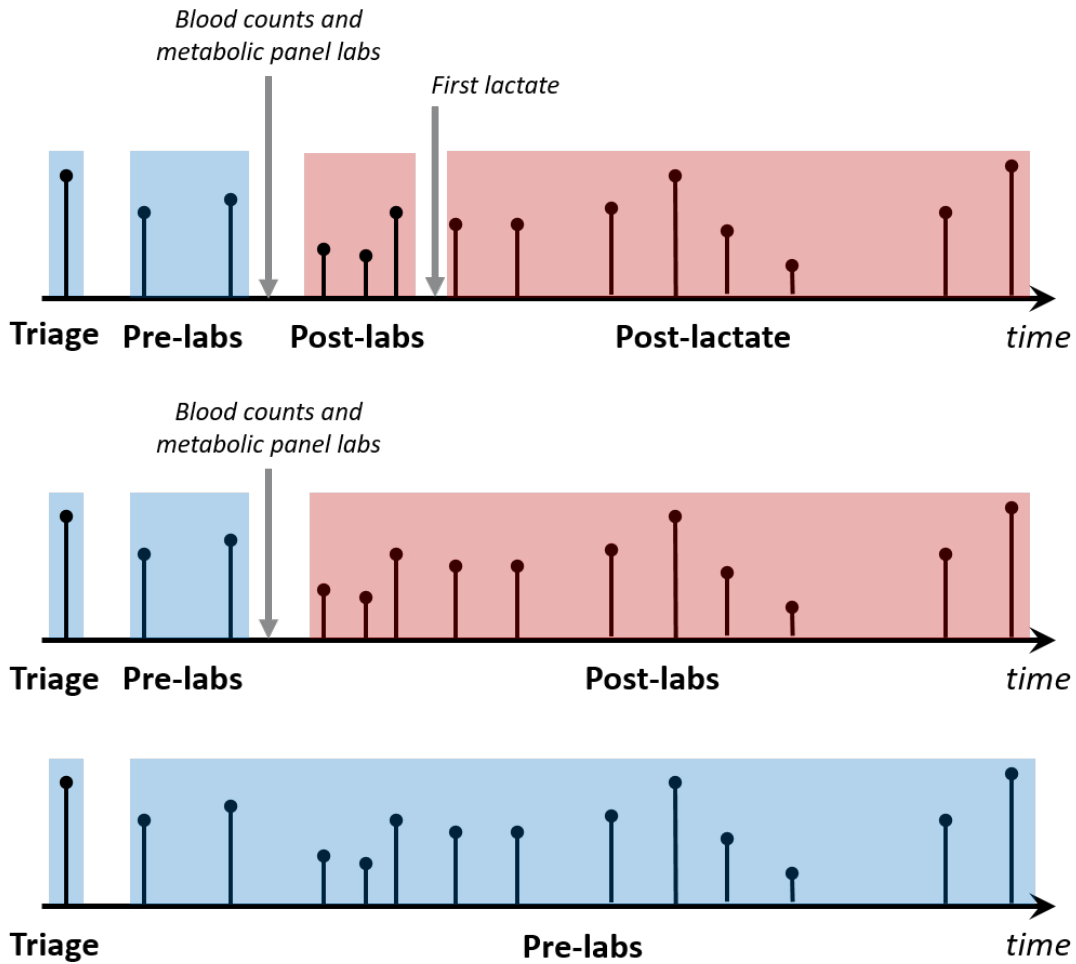 Blood counts and
metabolic panel labs
First lactate
Triage Pre-labs Post-labs Post-lactate time
Blood counts and
metabolic panel labs
Triage Pre-labs Post-labs time
Triage Pre-labs time